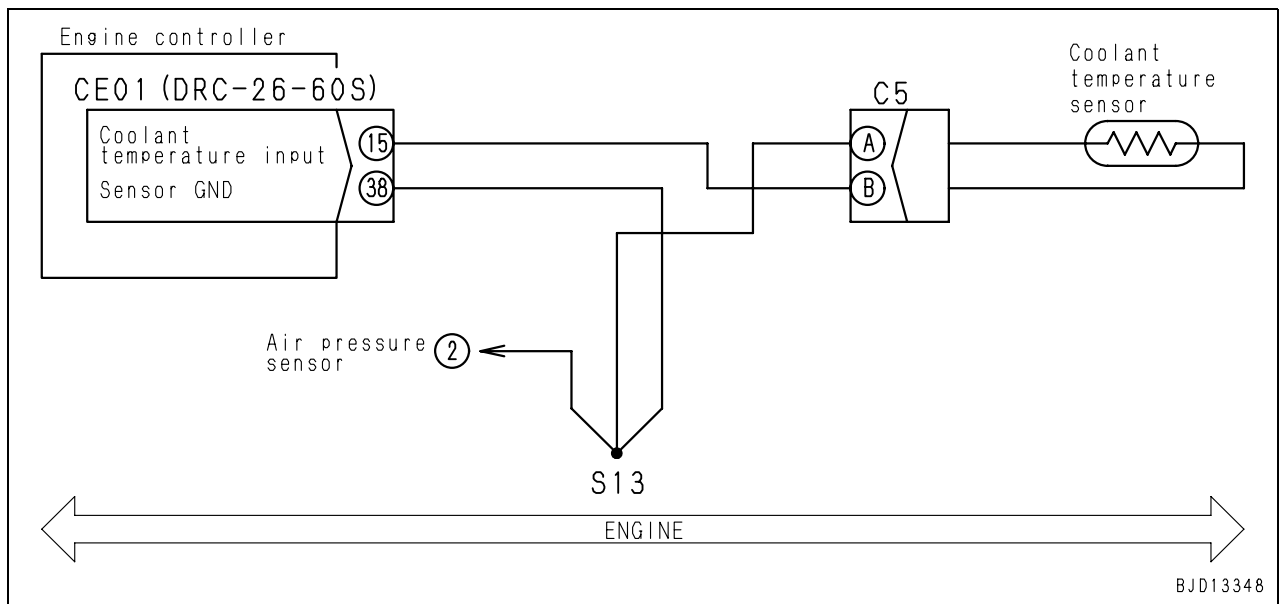 Engine controller
CE01 (DRC-26-60S)
Coolant
temperature input
Sensor GND
15
38
C5
A
B
Coolant
temperature
sensor
Air pressure
sensor
2
S13
ENGINE
BJD13348